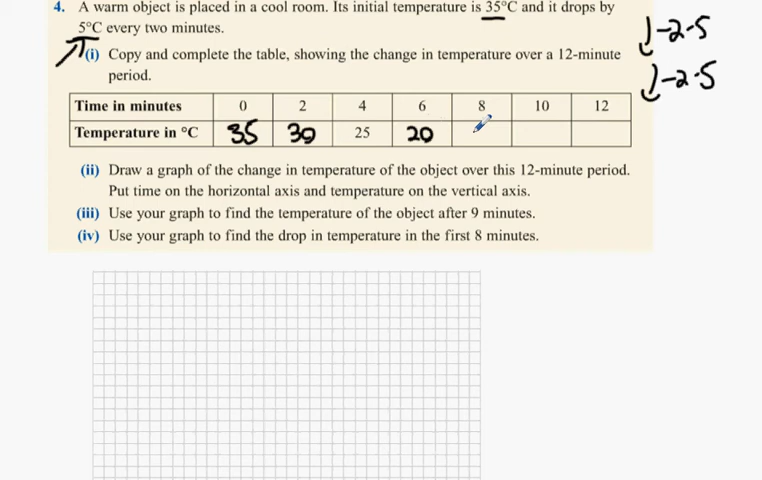 4. A warm object is placed in a cool room. Its initial temperature is 35°C and it drops by
5°C every two minutes.
(i) Copy and complete the table, showing the change in temperature over a 12-minute
period.
Time in minutes 0 2 4 6 8 10 12
Temperature in °C 35 30 25 20
(ii) Draw a graph of the change in temperature of the object over this 12-minute period.
Put time on the horizontal axis and temperature on the vertical axis.
(iii) Use your graph to find the temperature of the object after 9 minutes.
(iv) Use your graph to find the drop in temperature in the first 8 minutes.
-2.5
-2.5